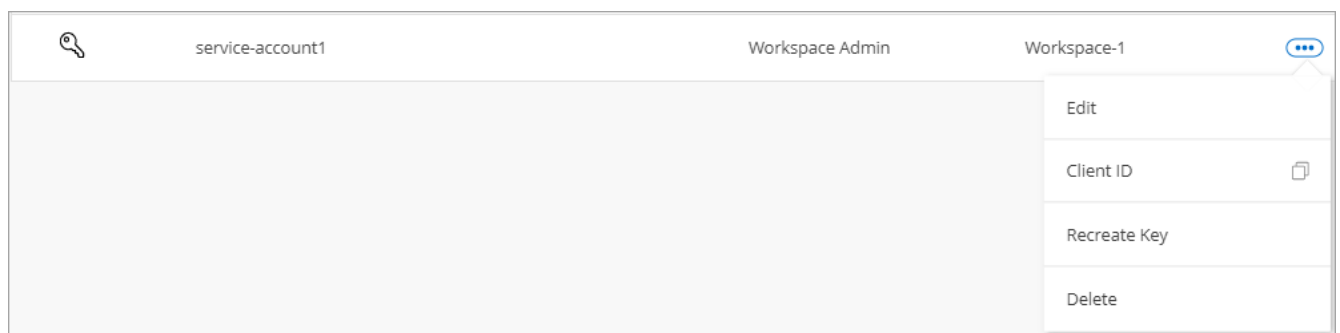 service-account1 Workspace Admin Workspace-1
Edit
Client ID
Recreate Key
Delete